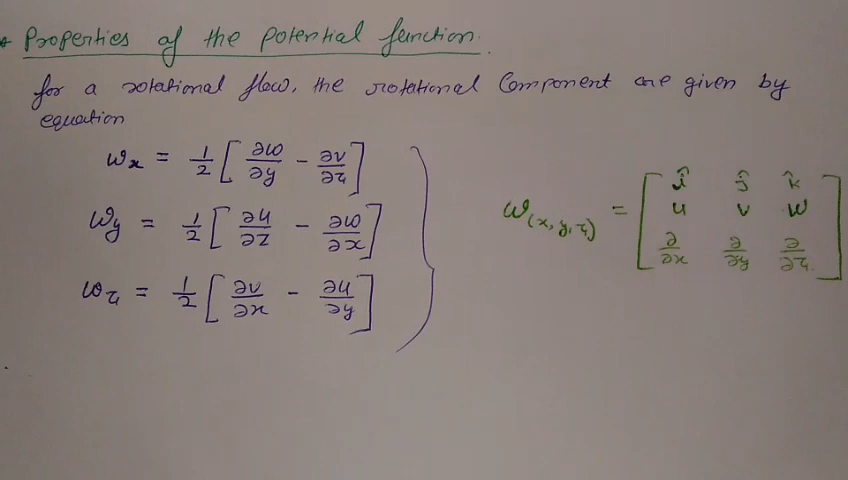 * Properties of the potential function.
for a rotational flow, the rotational Component are given by
equation
ωx = 1/2 [ ∂w/∂y - ∂v/∂z ]
ωy = 1/2 [ ∂u/∂z - ∂w/∂x ]
ωz = 1/2 [ ∂v/∂x - ∂u/∂y ]
ω(x, y, z) = [ î ĵ k̂
u v w
∂/∂x ∂/∂y ∂/∂z ]